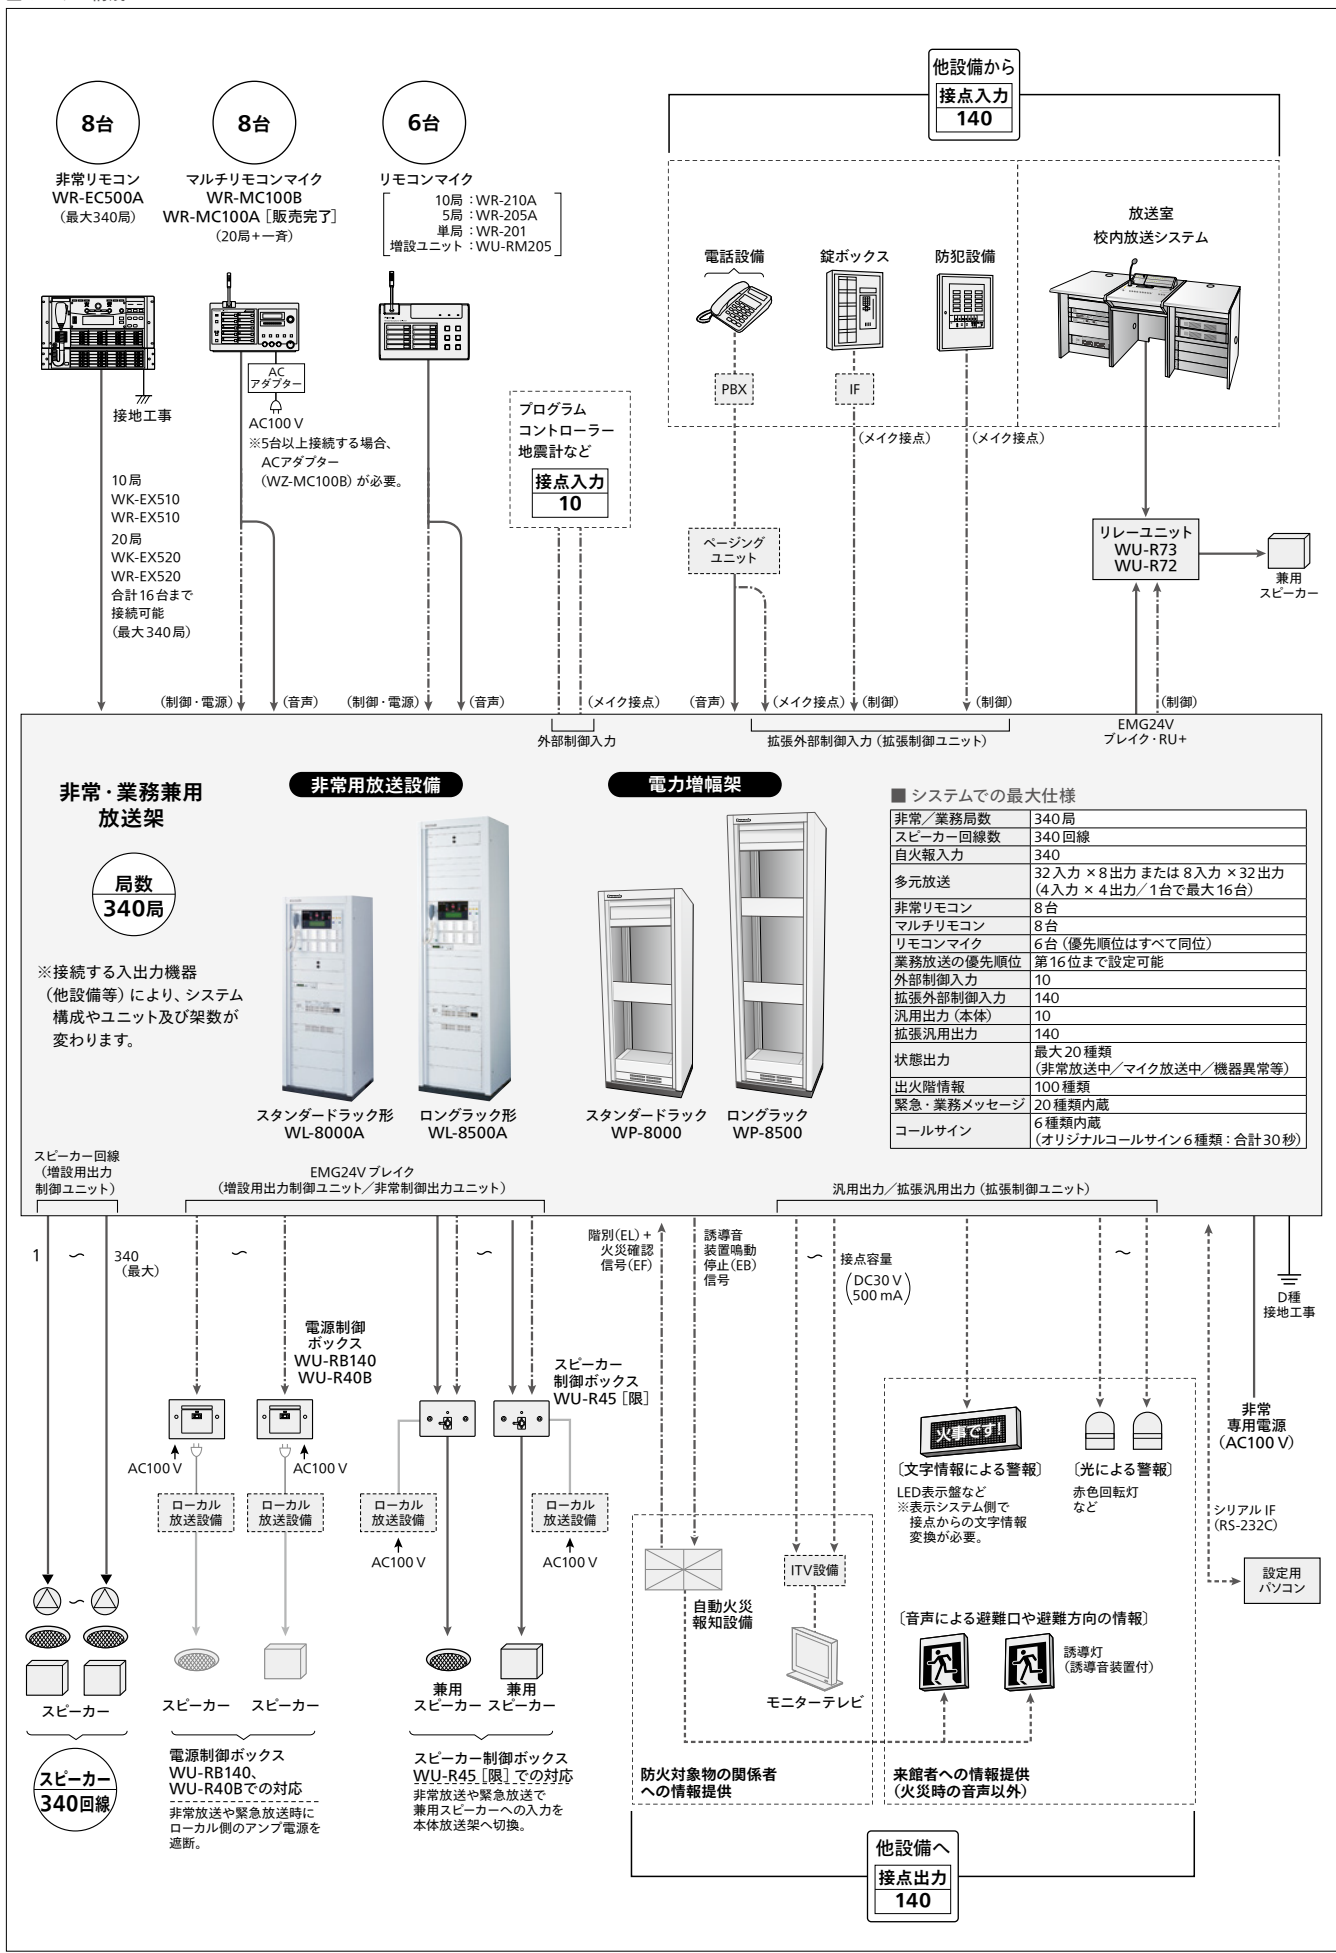 他設備から
接点入力
140
8台
非常リモコン
WR-EC500A
（最大340局）
8台
マルチリモコンマイク
WR-MC100B
WR-MC100A［販売完了］
（20局+一斉）
6台
リモコンマイク
10局：WR-210A
5局：WR-205A
単局：WR-201
増設ユニット：WU-RM205
電話設備
錠ボックス
防犯設備
放送室
校内放送システム
接地工事
AC
アダプター
AC100 V
※5台以上接続する場合、
ACアダプター
（WZ-MC100B）が必要。
プログラム
コントローラー
地震計など
接点入力
10
PBX
IF
（メイク接点）
（メイク接点）
10局
WK-EX510
WR-EX510
20局
WK-EX520
WR-EX520
合計16台まで
接続可能
（最大340局）
ページング
ユニット
リレーユニット
WU-R73
WU-R72
兼用
スピーカー
（制御・電源）
（音声）
（制御・電源）
（音声）
（メイク接点）
（音声）
（メイク接点）
（制御）
（制御）
（制御）
外部制御入力
拡張外部制御入力（拡張制御ユニット）
EMG24V
ブレイク・RU+
非常・業務兼用
放送架
局数
340局
※接続する入出力機器
（他設備等）により、システム
構成やユニット及び架数が
変わります。
非常用放送設備
スタンダードラック形
WL-8000A
ロングラック形
WL-8500A
電力増幅架
スタンダードラック
WP-8000
ロングラック
WP-8500
■ システムでの最大仕様
非常／業務局数 340局
スピーカー回線数 340回線
自火報入力 340
多元放送 32入力×8出力 または 8入力×32出力
（4入力×4出力／1台で最大16台）
非常リモコン 8台
マルチリモコン 8台
リモコンマイク 6台（優先順位はすべて同位）
業務放送の優先順位 第16位まで設定可能
外部制御入力 10
拡張外部制御入力 140
汎用出力（本体） 10
拡張汎用出力 140
状態出力 最大20種類
（非常放送中／マイク放送中／機器異常等）
出火階情報 100種類
緊急・業務メッセージ 20種類内蔵
コールサイン 6種類内蔵
（オリジナルコールサイン6種類：合計30秒）
スピーカー回線
（増設用出力
制御ユニット）
EMG24V ブレイク
（増設用出力制御ユニット／非常制御出力ユニット）
汎用出力／拡張汎用出力（拡張制御ユニット）
1
～
340
（最大）
～
～
階別(EL)+
火災確認
信号(EF)
誘導音
装置鳴動
停止(EB)
信号
～
接点容量
（DC30 V
500 mA）
～
D種
接地工事
電源制御
ボックス
WU-RB140
WU-R40B
スピーカー
制御ボックス
WU-R45［限］
AC100 V
AC100 V
ローカル
放送設備
ローカル
放送設備
ローカル
放送設備
ローカル
放送設備
AC100 V
AC100 V
火事です!
〔文字情報による警報〕
LED表示盤など
※表示システム側で
接点からの文字情報
変換が必要。
〔光による警報〕
赤色回転灯
など
非常
専用電源
（AC100 V）
シリアル IF
(RS-232C)
設定用
パソコン
自動火災
報知設備
ITV設備
モニターテレビ
〔音声による避難口や避難方向の情報〕
誘導灯
（誘導音装置付）
～
スピーカー
スピーカー
スピーカー
兼用
スピーカー
兼用
スピーカー
スピーカー
340回線
電源制御ボックス
WU-RB140、
WU-R40Bでの対応
非常放送や緊急放送時に
ローカル側のアンプ電源を
遮断。
スピーカー制御ボックス
WU-R45［限］での対応
非常放送や緊急放送で
兼用スピーカーへの入力を
本体放送架へ切換。
防火対象物の関係者
への情報提供
来館者への情報提供
（火災時の音声以外）
他設備へ
接点出力
140